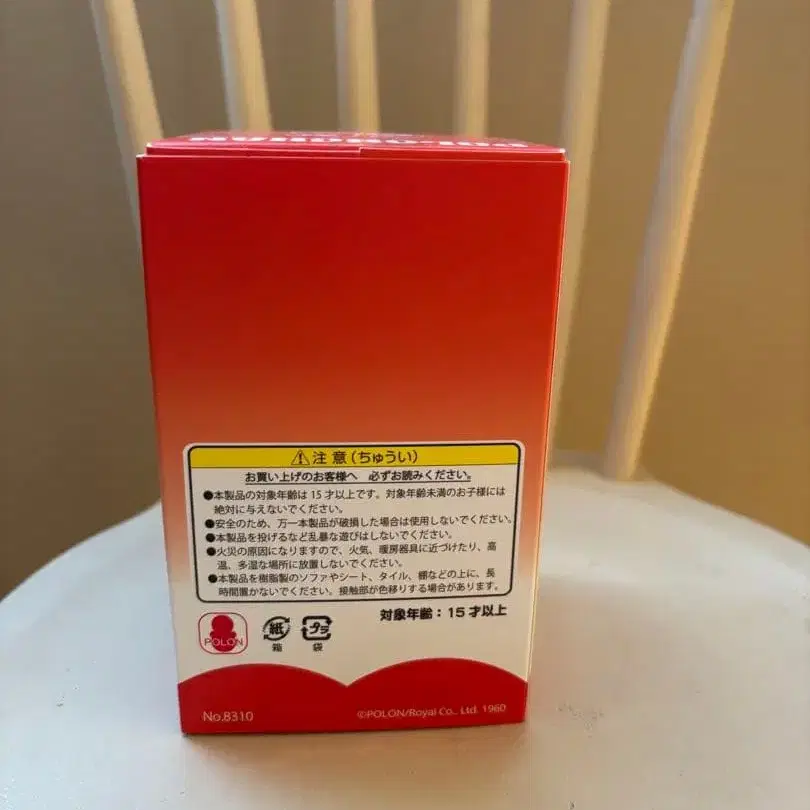 注意(ちゅうい)
お買い上げのお客様へ 必ずお読みください。
●本製品の対象年齢は15才以上です。対象年齢未満のお子様には
絶対に与えないでください。
●安全のため、万一本製品が破損した場合は使用しないでください。
●本製品を投げるなど乱暴な遊びはしないでください。
●火災の原因になりますので、火気、暖房器具に近づけたり、高
温、多湿な場所に放置しないでください。
●本製品を樹脂製のソファやシート、タイル、棚などの上に、長
時間置かないでください。接触部が色移りする場合があります。
対象年齢:15才以上
POLON
紙
プラ
箱
袋
No.8310
©POLON/Royal Co., Ltd. 1960